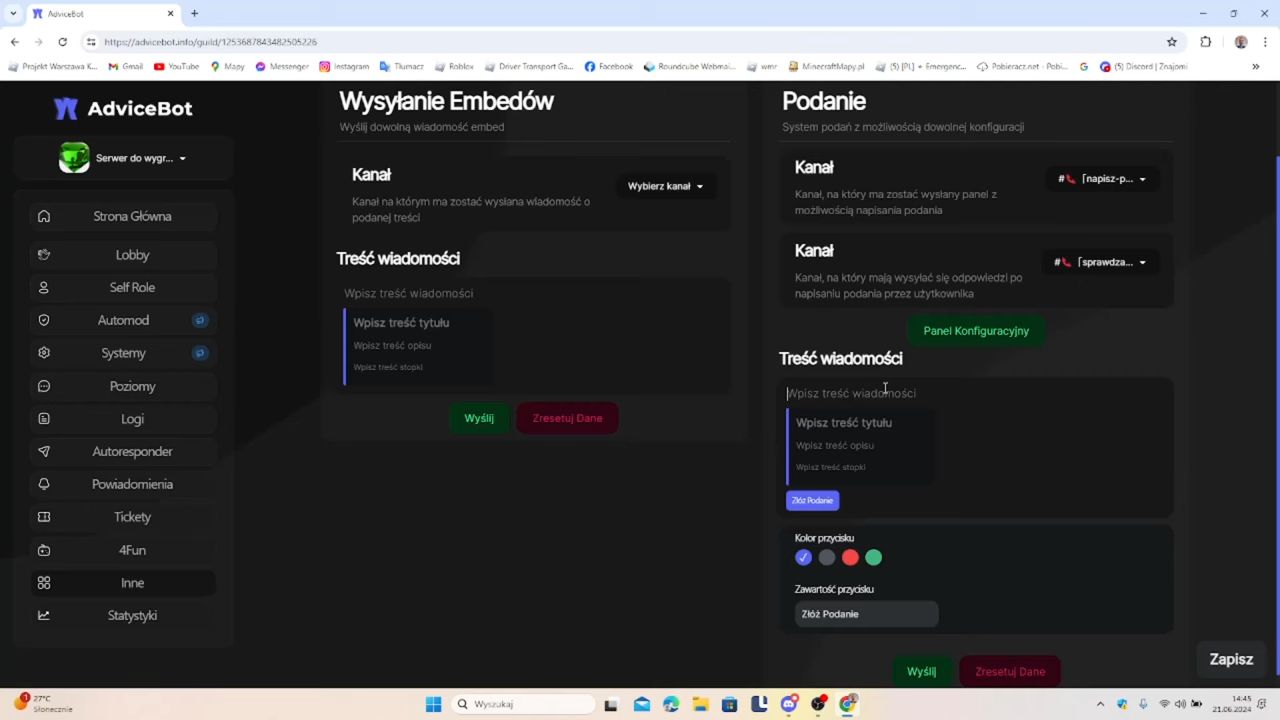 AdviceBot
https://advicebot.info/guild/1253687843482505226
Projekt Warszawa K...
Gmail
YouTube
Mapy
Messenger
Instagram
Tłumacz
Roblox
Driver Transport Ga...
Facebook
Roundcube Webmai...
wmr
MinecraftMapy.pl
(5) [PL] + Emergenc...
Pobieracz.net - Pobi...
(5) Discord | Znajomi
AdviceBot
Serwer do wygr...
Strona Główna
Lobby
Self Role
Automod
Systemy
Poziomy
Logi
Autoresponder
Powiadomienia
Tickety
4Fun
Inne
Statystyki
Wysyłanie Embedów
Wyślij dowolną wiadomość embed
Kanał
Kanał na którym ma zostać wysłana wiadomość o
podanej treści
Wybierz kanał
Treść wiadomości
Wpisz treść wiadomości
Wpisz treść tytułu
Wpisz treść opisu
Wpisz treść stopki
Wyślij
Zresetuj Dane
Podanie
System podań z możliwością dowolnej konfiguracji
Kanał
Kanał, na który ma zostać wysłany panel z
możliwością napisania podania
#📞 ⌈napisz-p...
Kanał
Kanał, na który mają wysyłać się odpowiedzi po
napisaniu podania przez użytkownika
#📞 ⌈sprawdza...
Panel Konfiguracyjny
Treść wiadomości
Wpisz treść wiadomości
Wpisz treść tytułu
Wpisz treść opisu
Wpisz treść stopki
Złóż Podanie
Kolor przycisku
Zawartość przycisku
Złóż Podanie
Wyślij
Zresetuj Dane
Zapisz
1
27°C
Słonecznie
Wyszukaj
14:45
21.06.2024